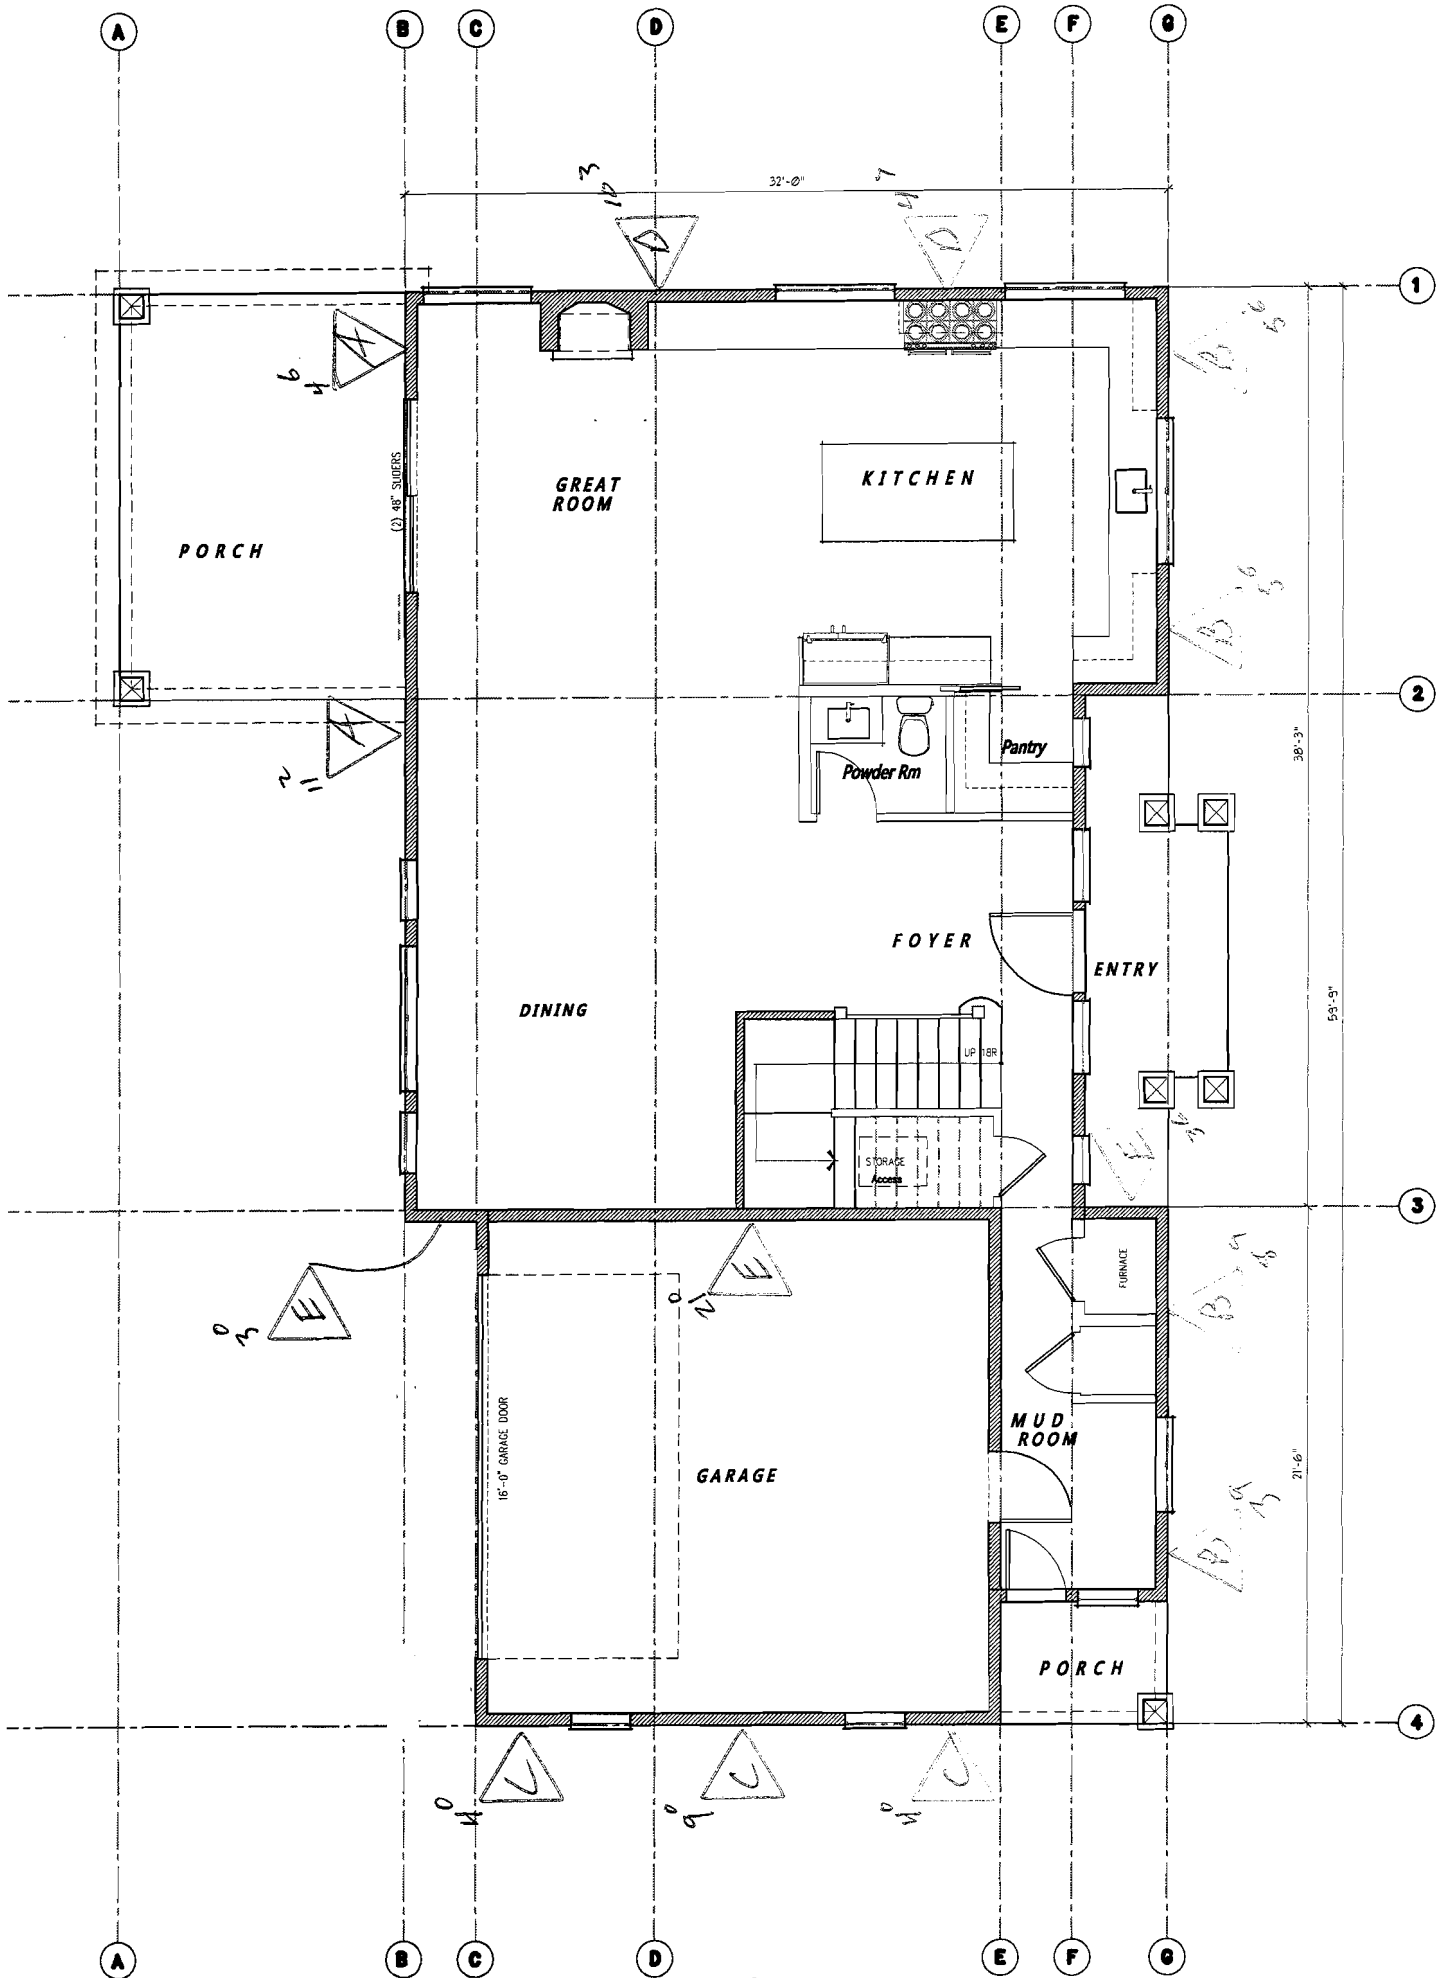 A B C D E F G
32'-0"
D
D
1
A
B
(2) 48" SLIDERS
GREAT
ROOM
KITCHEN
PORCH
B
2
A
Pantry
Powder Rm
38'-3"
FOYER
ENTRY
DINING
59'-9"
UP 18R
E
STORAGE
Access
3
E
E
B
FURNACE
16'-0" GARAGE DOOR
MUD
ROOM
GARAGE
21'-6"
B
PORCH
4
C
C
C
A B C D E F G